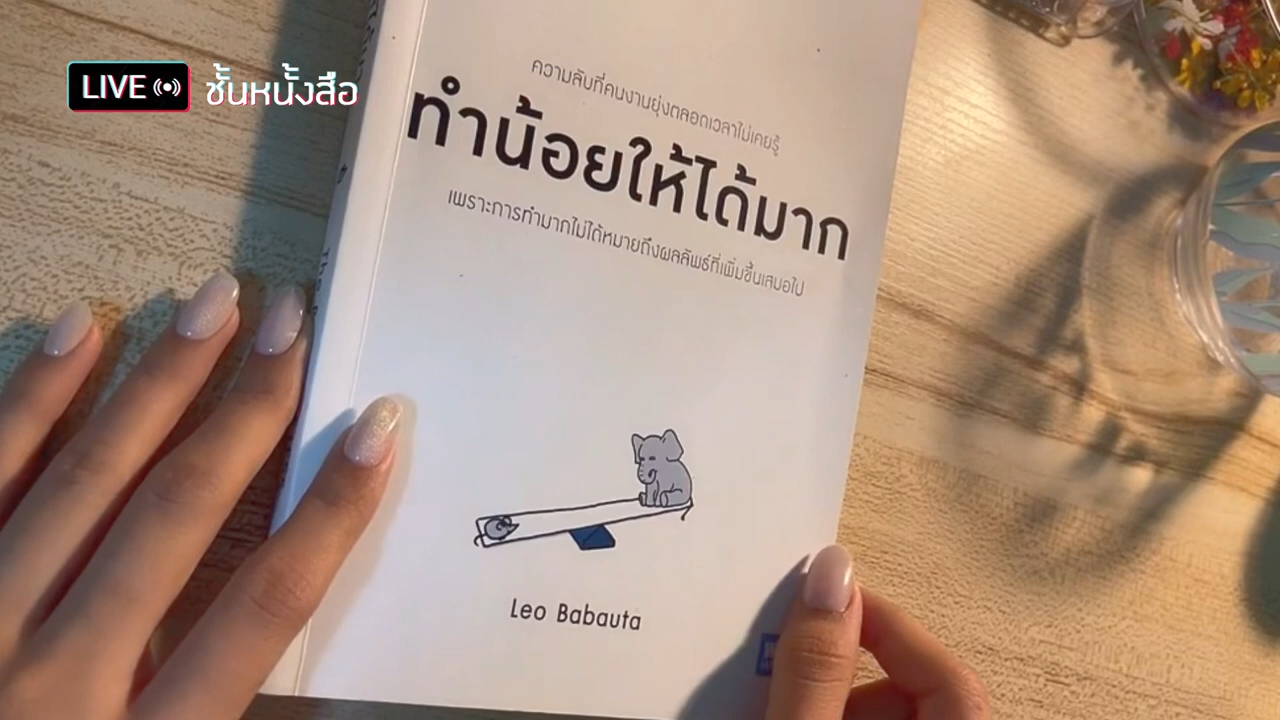 LIVE ชั้นหนั้งสือ
ความลับที่คนงานยุ่งตลอดเวลาไม่เคยรู้
ทำน้อยให้ได้มาก
เพราะการทำมากไม่ได้หมายถึงผลลัพธ์ที่เพิ่มขึ้นเสมอไป
Leo Babauta